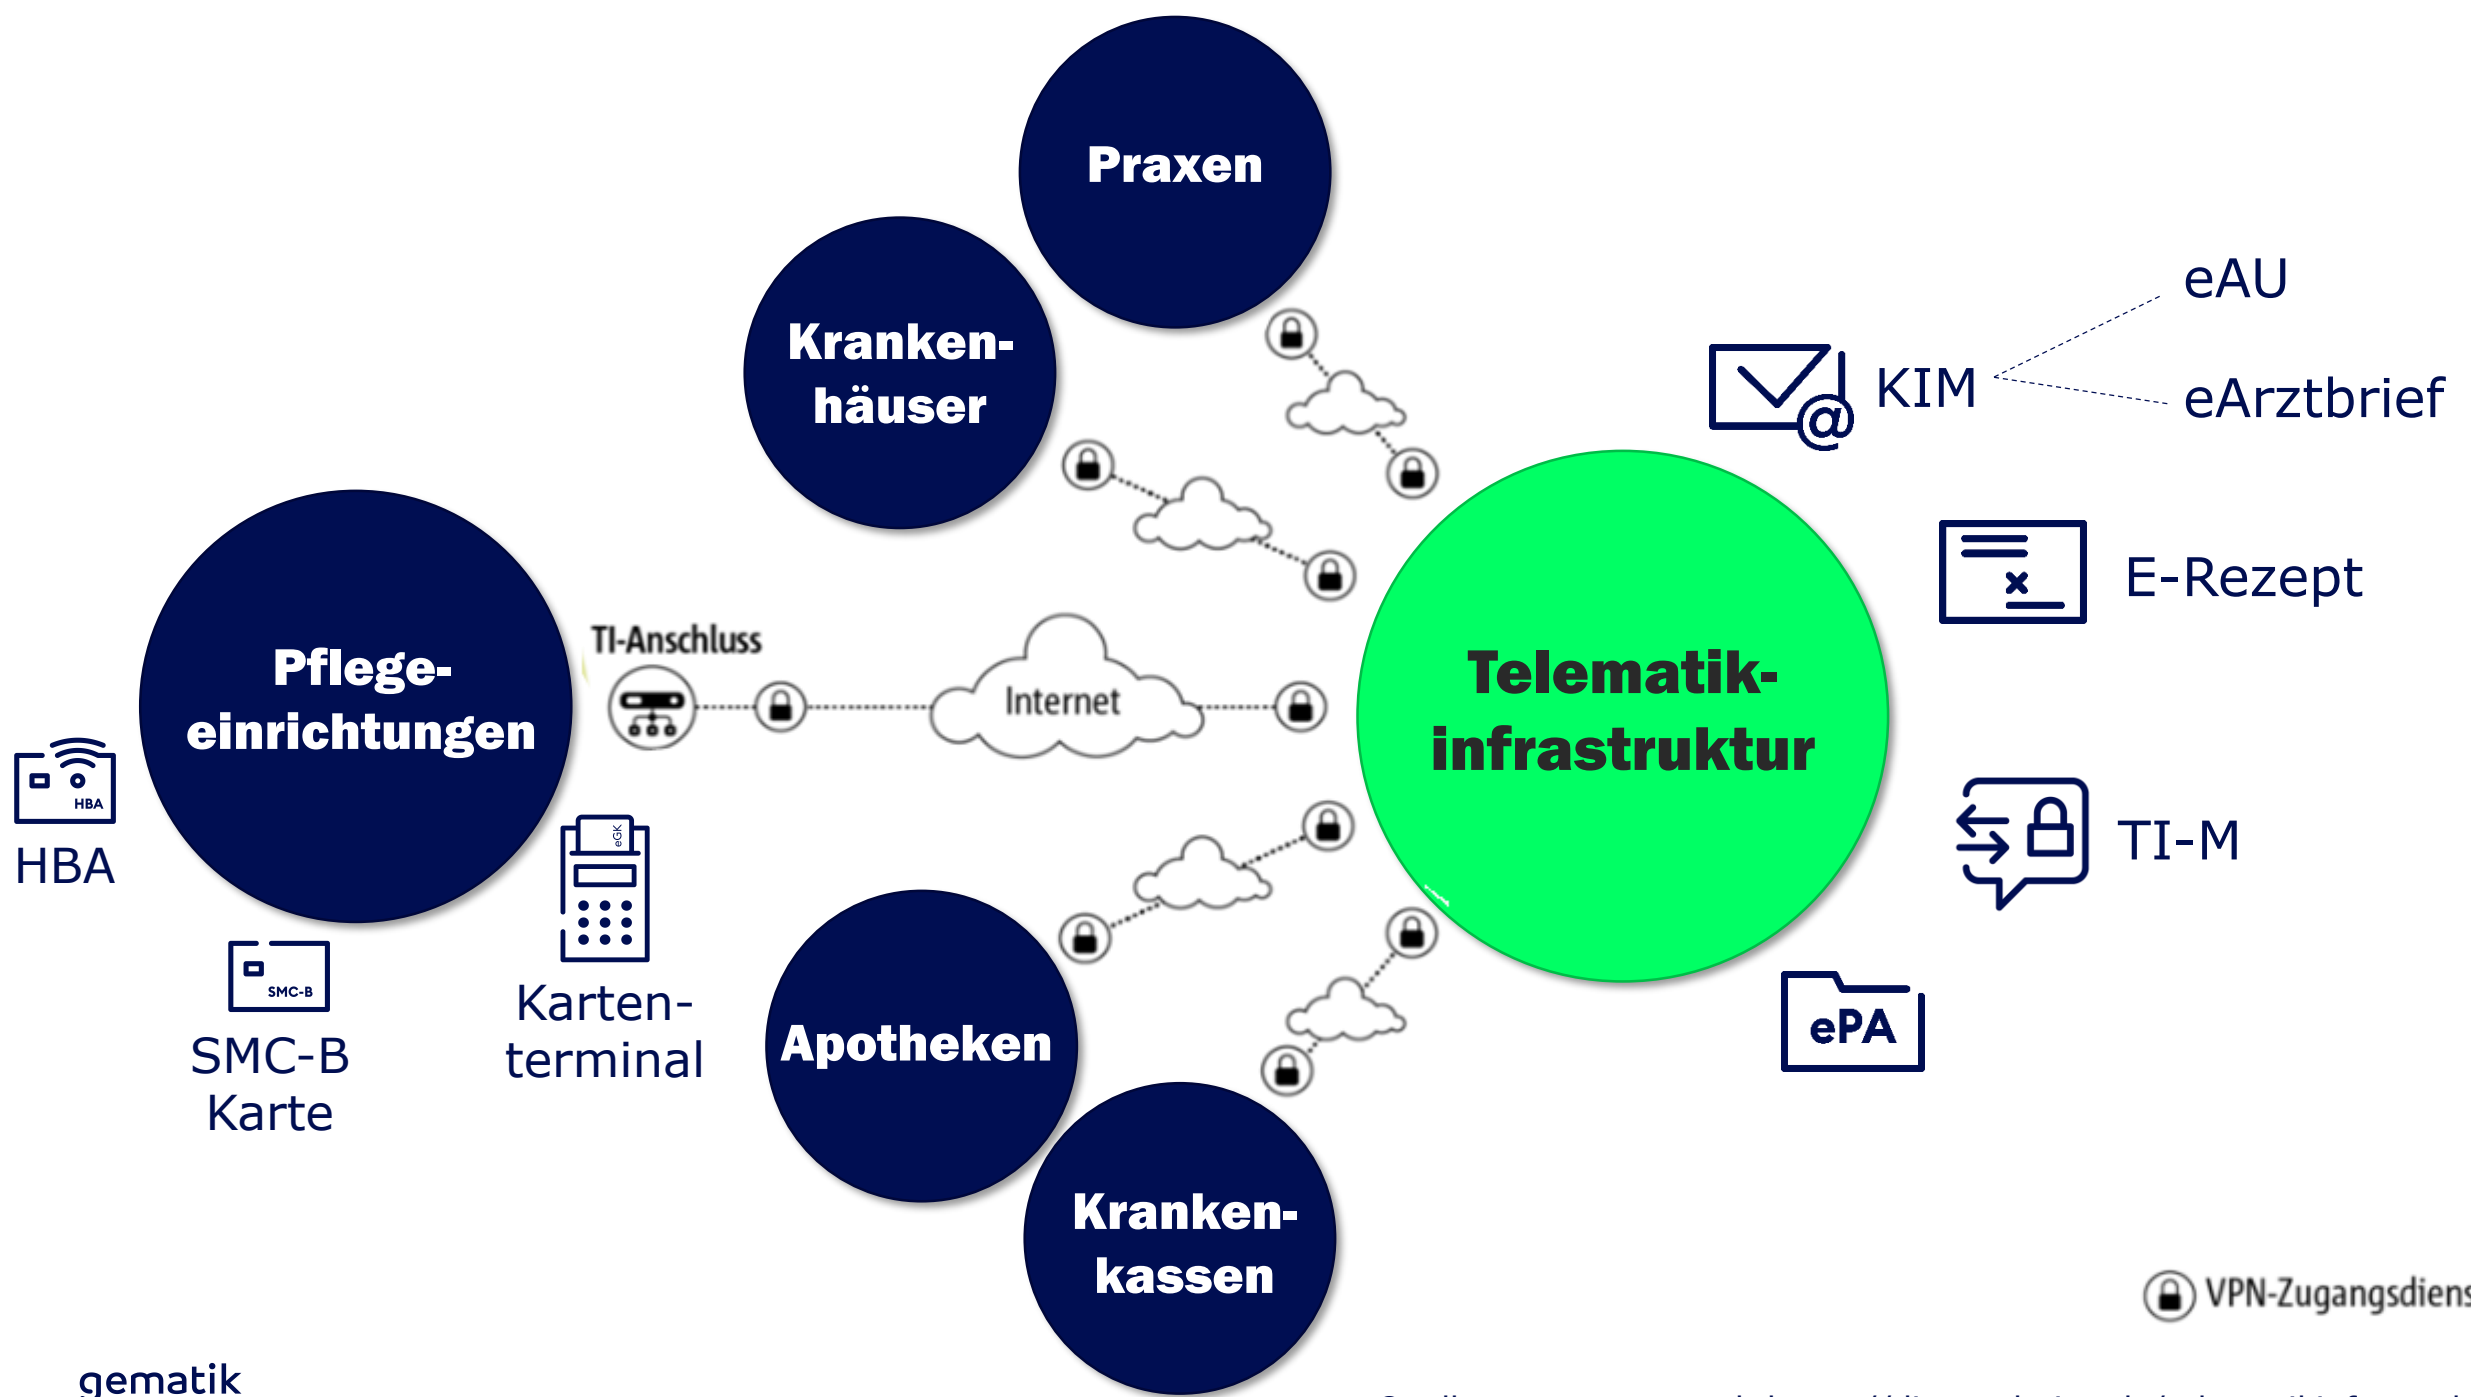 Praxen
Kranken-
häuser
eAU
KIM
eArztbrief
E-Rezept
Pflege-
einrichtungen
TI-Anschluss
Internet
Telematik-
infrastruktur
HBA
HBA
eGK
TI-M
SMC-B
SMC-B
Karte
Karten-
terminal
ePA
Apotheken
Kranken-
kassen
VPN-Zugangsdiens
gematik